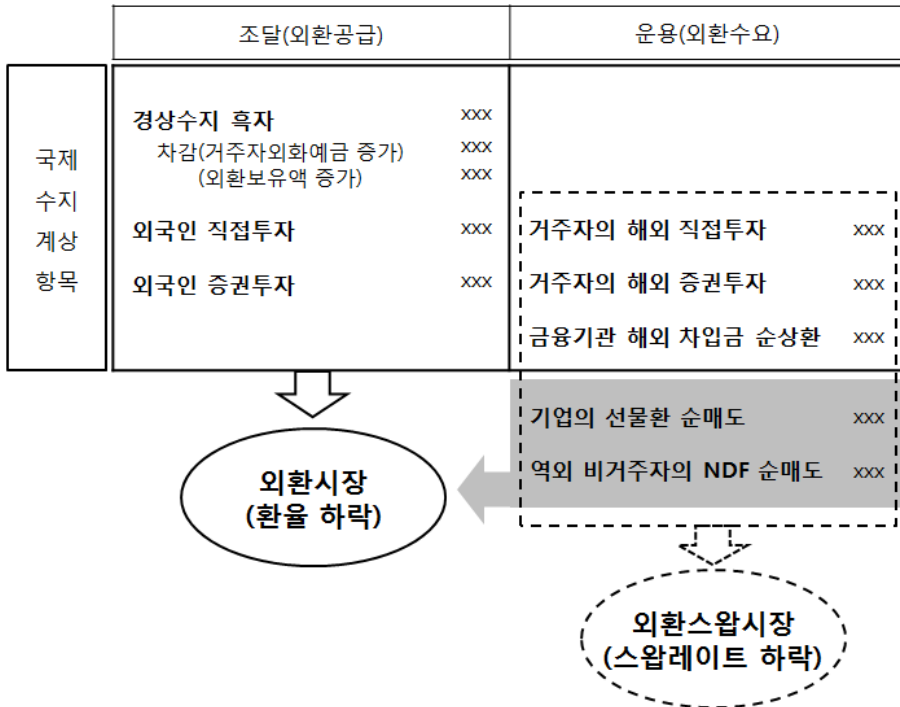 조달(외환공급) 운용(외환수요)
국제
수지
계상
항목
경상수지 흑자 xxx
차감(거주자외화예금 증가) xxx
(외환보유액 증가) xxx
외국인 직접투자 xxx
외국인 증권투자 xxx
거주자의 해외 직접투자 xxx
거주자의 해외 증권투자 xxx
금융기관 해외 차입금 순상환 xxx
기업의 선물환 순매도 xxx
역외 비거주자의 NDF 순매도 xxx
외환시장
(환율 하락)
외환스왑시장
(스왑레이트 하락)